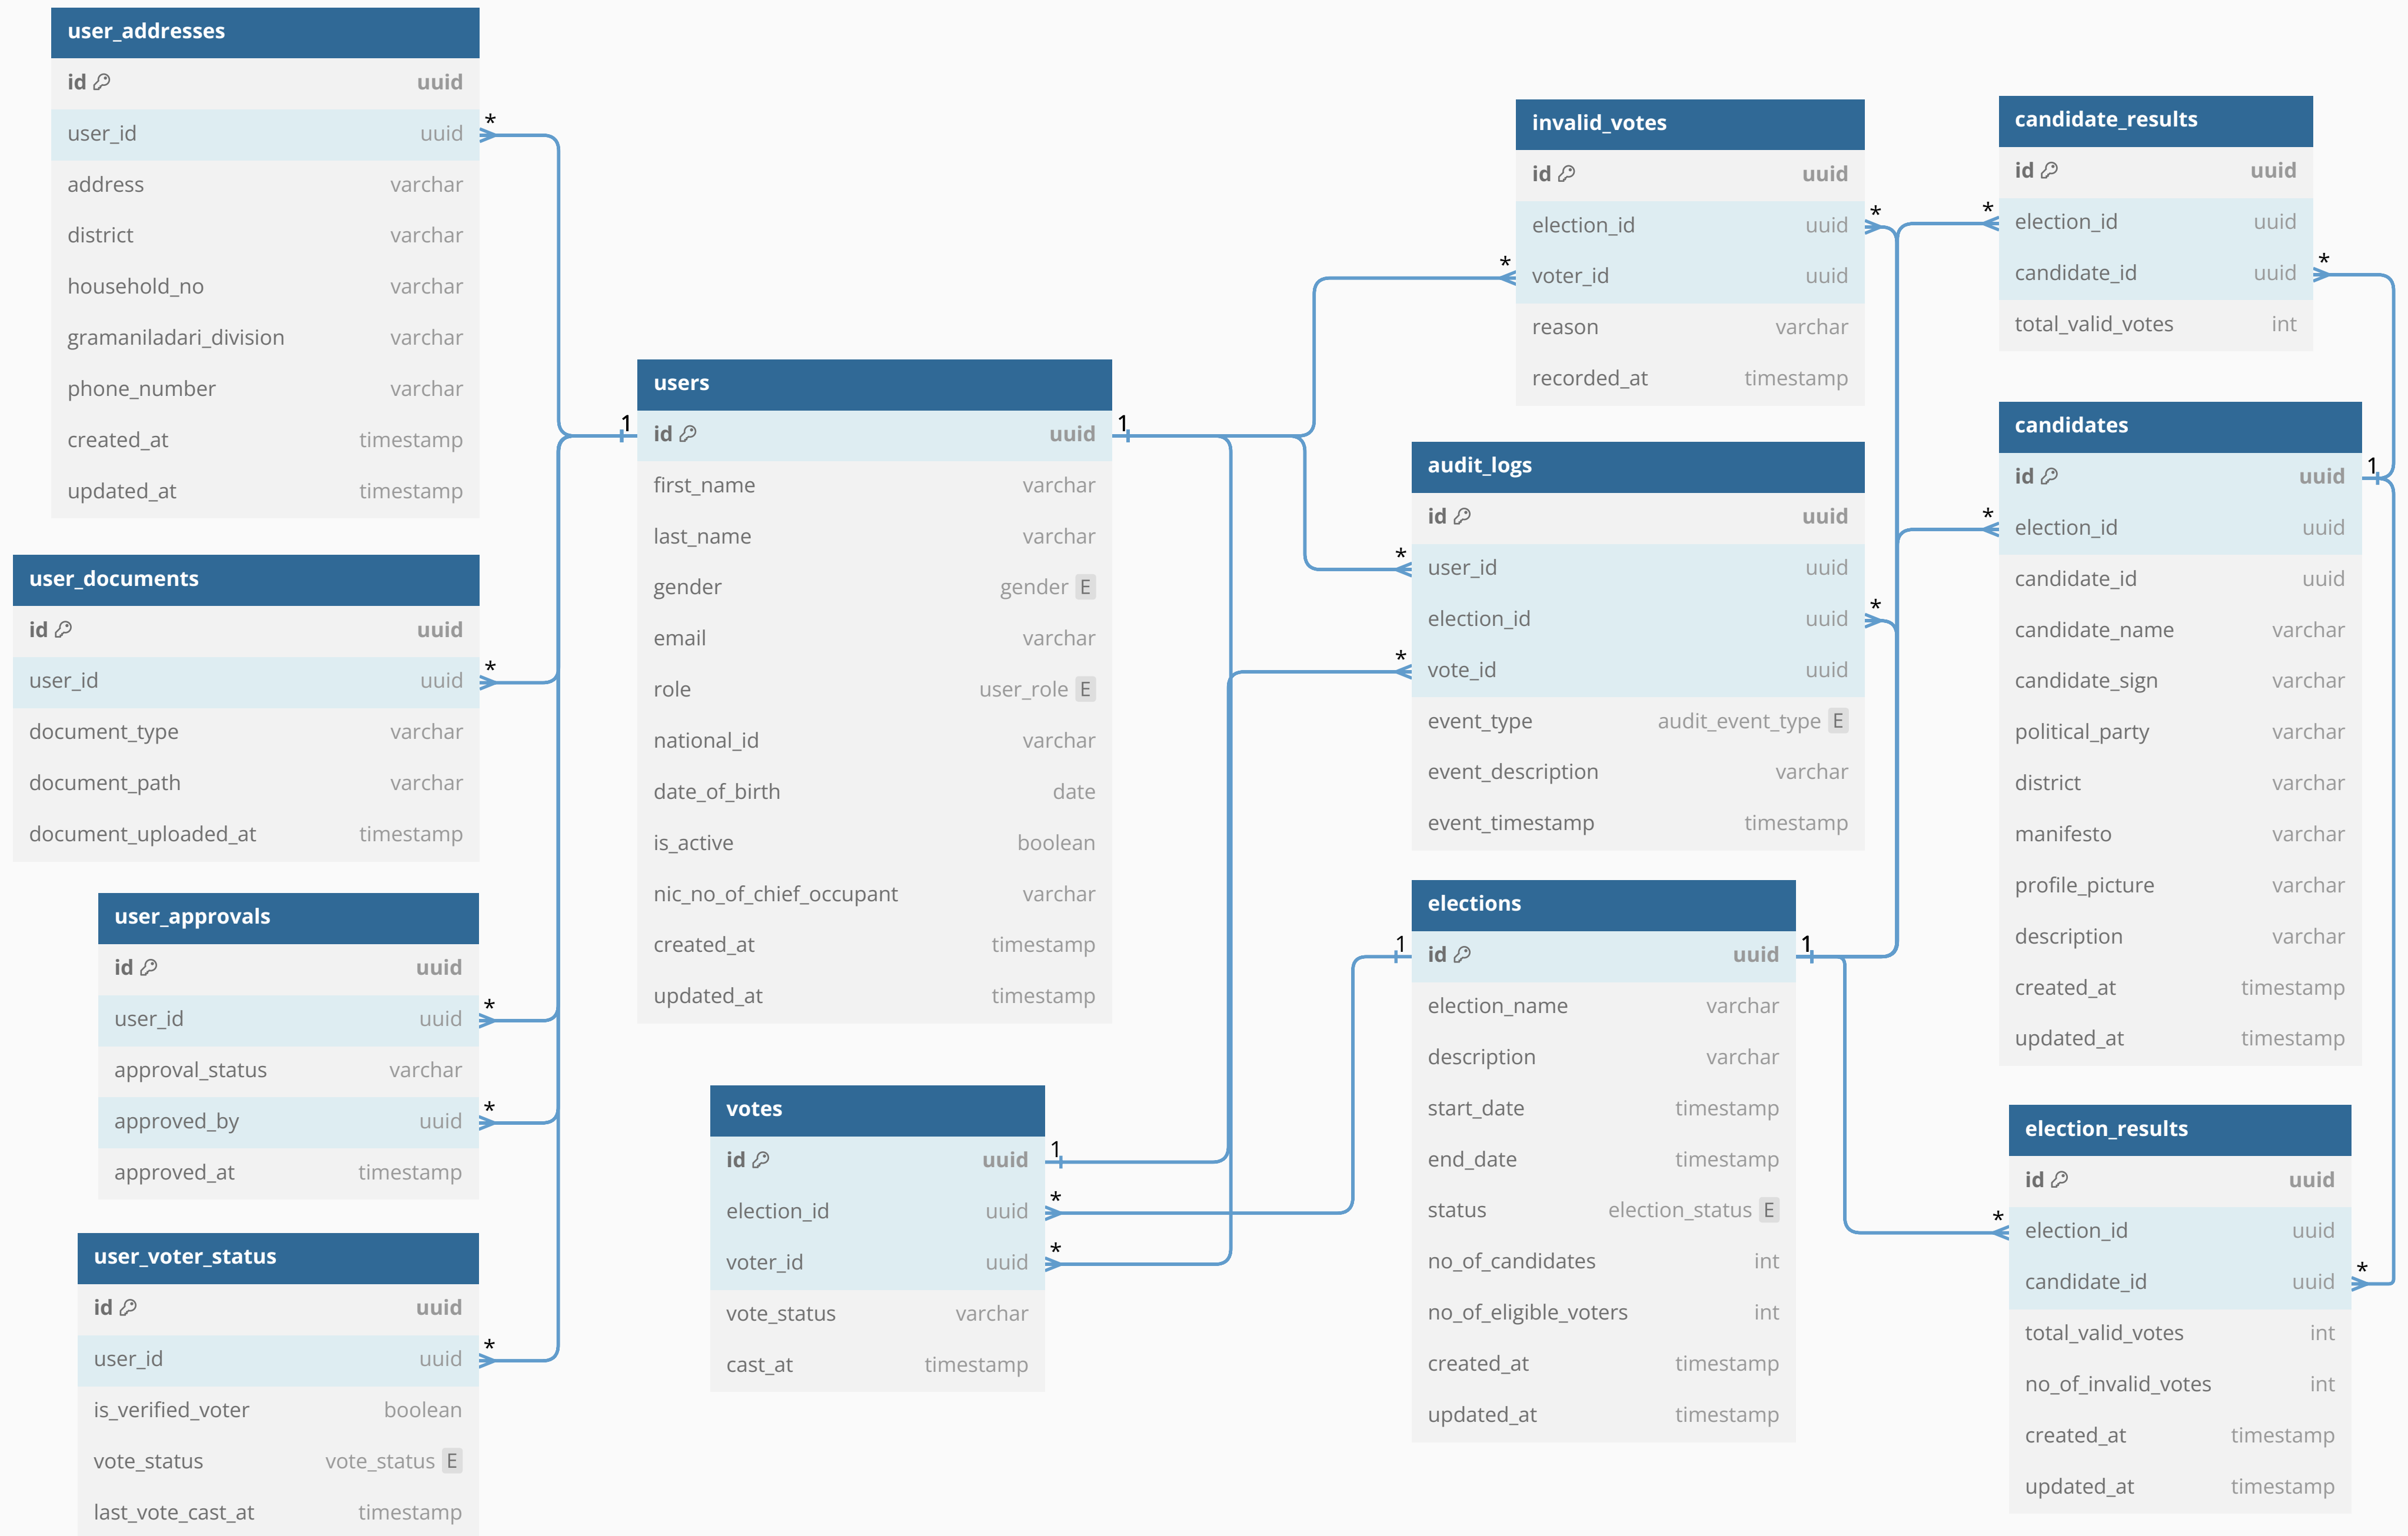 user_addresses
id uuid
user_id uuid *
address varchar
district varchar
household_no varchar
gramaniladari_division varchar
phone_number varchar
created_at timestamp
updated_at timestamp
user_documents
id uuid
user_id uuid *
document_type varchar
document_path varchar
document_uploaded_at timestamp
user_approvals
id uuid
user_id uuid *
approval_status varchar
approved_by uuid *
approved_at timestamp
user_voter_status
id uuid
user_id uuid *
is_verified_voter boolean
vote_status vote_status E
last_vote_cast_at timestamp
users
1 id uuid 1
first_name varchar
last_name varchar
gender gender E
email varchar
role user_role E
national_id varchar
date_of_birth date
is_active boolean
nic_no_of_chief_occupant varchar
created_at timestamp
updated_at timestamp
votes
id uuid 1
election_id uuid *
voter_id uuid *
vote_status varchar
cast_at timestamp
invalid_votes
id uuid
election_id uuid *
* voter_id uuid
reason varchar
recorded_at timestamp
audit_logs
id uuid
* user_id uuid
election_id uuid *
* vote_id uuid
event_type audit_event_type E
event_description varchar
event_timestamp timestamp
elections
1 id uuid 1
election_name varchar
description varchar
start_date timestamp
end_date timestamp
status election_status E
no_of_candidates int
no_of_eligible_voters int
created_at timestamp
updated_at timestamp
candidate_results
id uuid
* election_id uuid
candidate_id uuid *
total_valid_votes int
candidates
id uuid 1
* election_id uuid
candidate_id uuid
candidate_name varchar
candidate_sign varchar
political_party varchar
district varchar
manifesto varchar
profile_picture varchar
description varchar
created_at timestamp
updated_at timestamp
election_results
id uuid
* election_id uuid
candidate_id uuid *
total_valid_votes int
no_of_invalid_votes int
created_at timestamp
updated_at timestamp